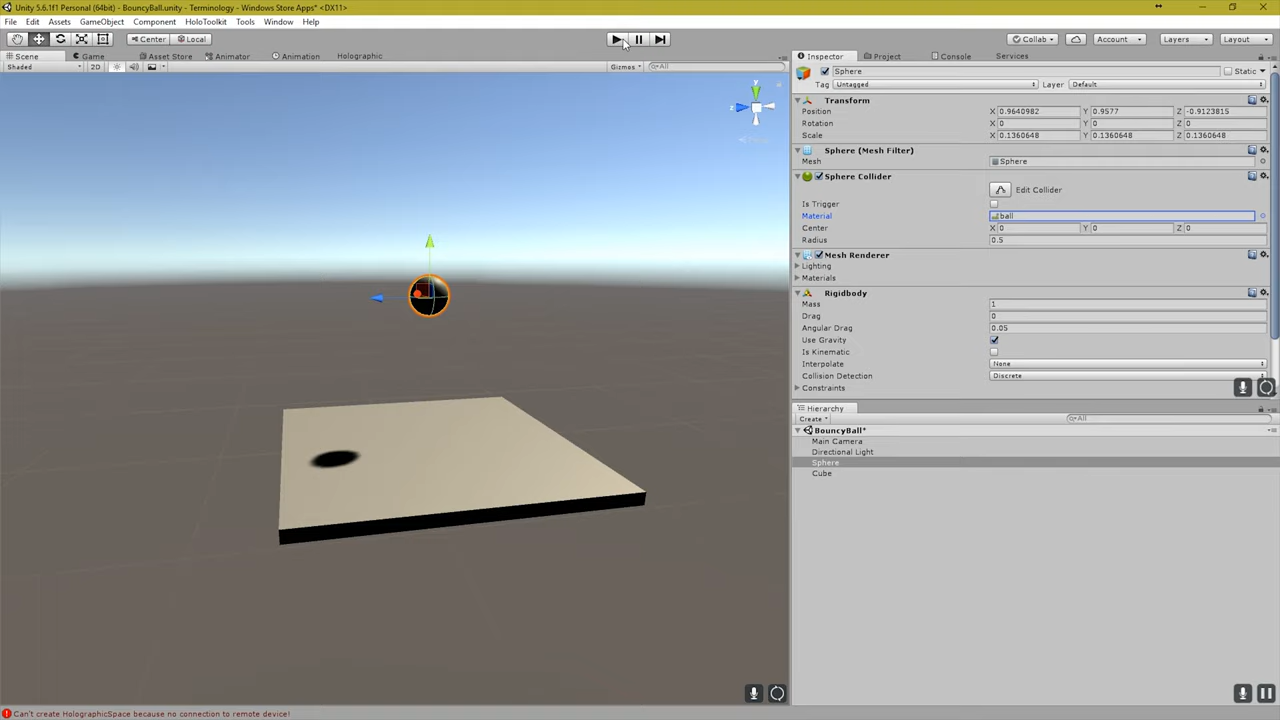 Unity 5.6.1f1 Personal (64bit) - BouncyBall.unity - Terminology - Windows Store Apps* <DX11>
File Edit Assets GameObject Component HoloToolkit Tools Window Help
Center Local Collab Account Layers Layout
Scene Game Asset Store Animator Animation Holographic
Shaded 2D Gizmos All
y
z
Inspector Project Console Services
Sphere Static
Tag Untagged Layer Default
Transform
Position X 0.9640982 Y 0.9577 Z -0.9123815
Rotation X 0 Y 0 Z 0
Scale X 0.1360648 Y 0.1360648 Z 0.1360648
Sphere (Mesh Filter)
Mesh Sphere
Sphere Collider
Edit Collider
Is Trigger
Material ball
Center X 0 Y 0 Z 0
Radius 0.5
Mesh Renderer
Lighting
Materials
Rigidbody
Mass 1
Drag 0
Angular Drag 0.05
Use Gravity
Is Kinematic
Interpolate None
Collision Detection Discrete
Constraints
Hierarchy
Create All
BouncyBall*
Main Camera
Directional Light
Sphere
Cube
Can't create HolographicSpace because no connection to remote device!